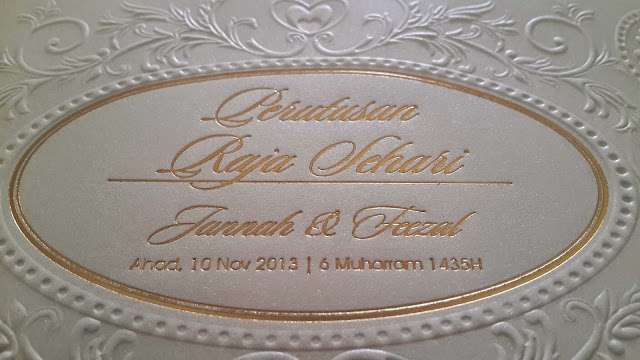 Perutusan
Raja Sehari
Jannah & Feezal
Ahad, 10 Nov 2013 | 6 Muharram 1435H